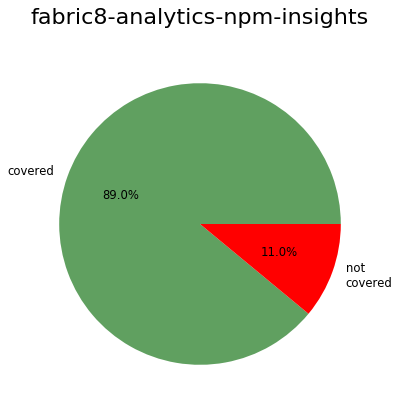 fabric8-analytics-npm-insights
covered
89.0%
11.0%
not
covered